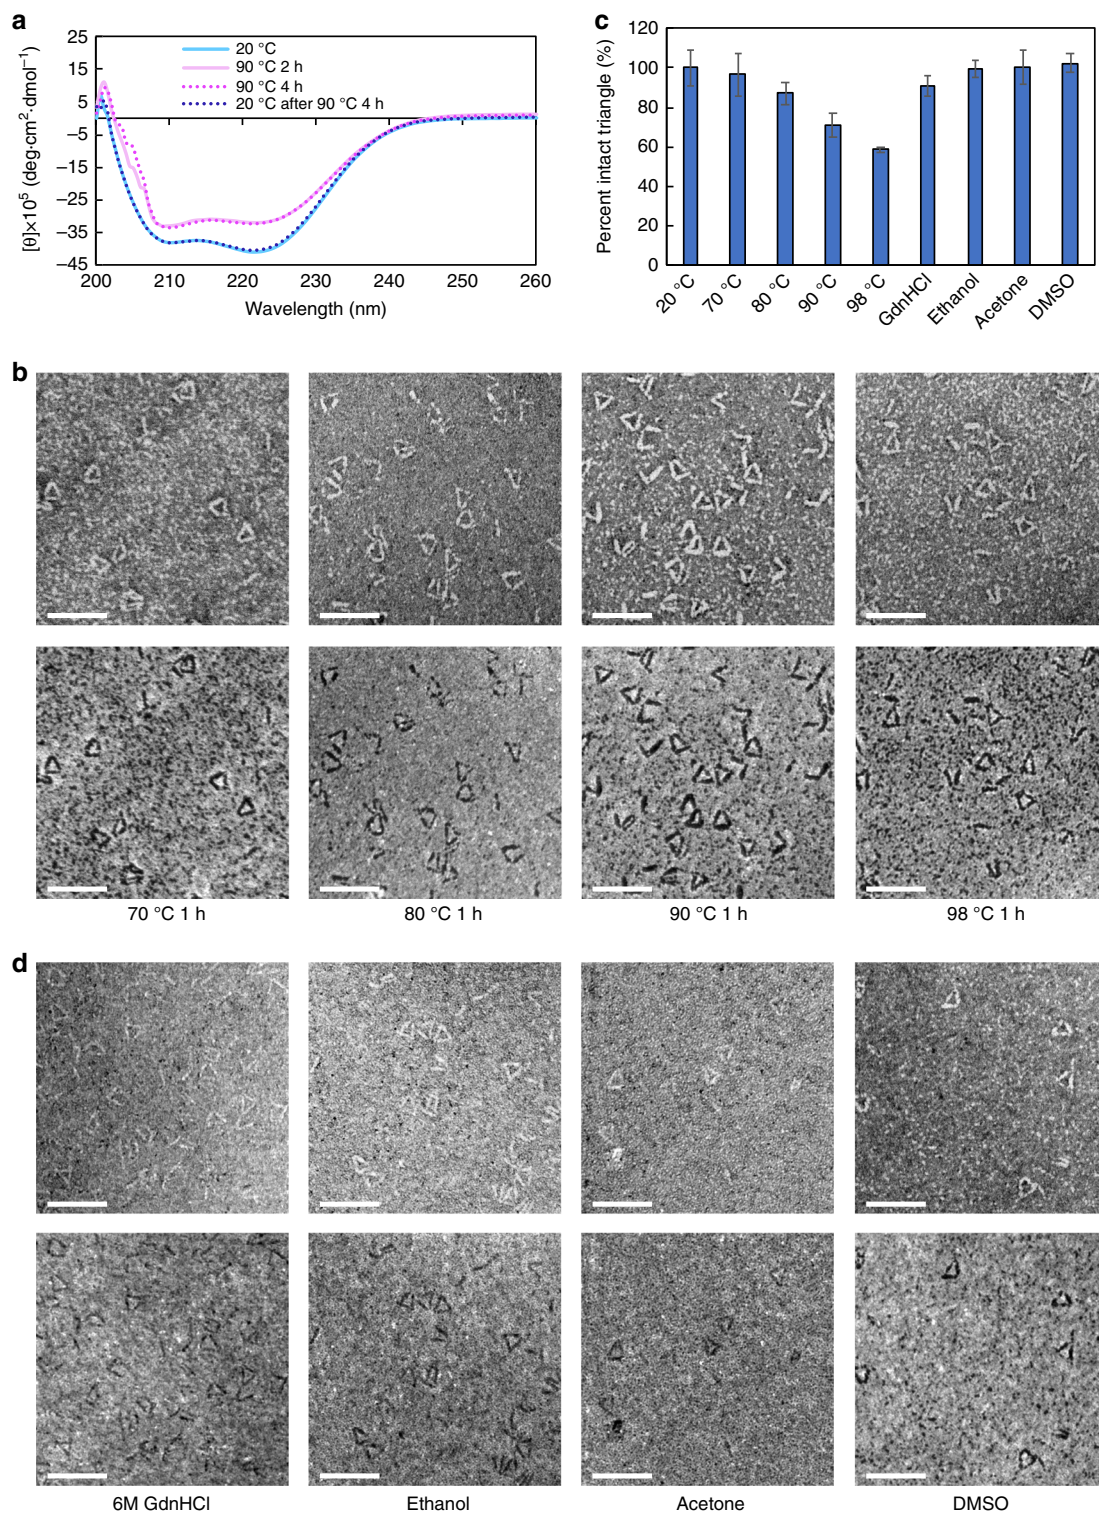 a
25
15
5
−5
−15
−25
−35
−45
[θ]×10⁵ (deg·cm²·dmol⁻¹)
20 °C
90 °C 2 h
90 °C 4 h
20 °C after 90 °C 4 h
200 210 220 230 240 250 260
Wavelength (nm)
c
120
100
80
60
40
20
0
Percent intact triangle (%)
20 °C 70 °C 80 °C 90 °C 98 °C GdnHCl Ethanol Acetone DMSO
b
70 °C 1 h 80 °C 1 h 90 °C 1 h 98 °C 1 h
d
6M GdnHCl Ethanol Acetone DMSO